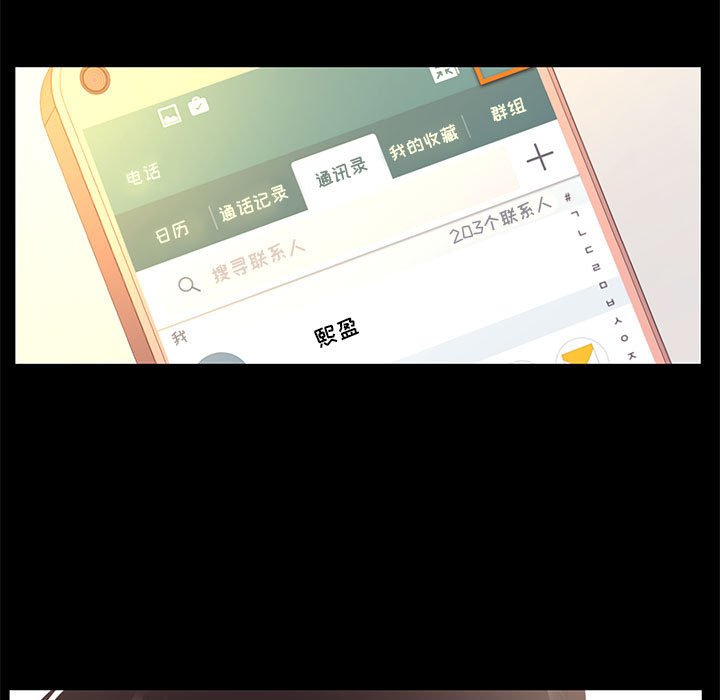 电话
日历 通话记录 通讯录 我的收藏 群组
搜寻联系人
203个联系人
#
ㄱ
ㄴ
ㄷ
ㄹ
ㅁ
ㅂ
ㅅ
ㅇ
ㅈ
ㅊ
我
熙盈